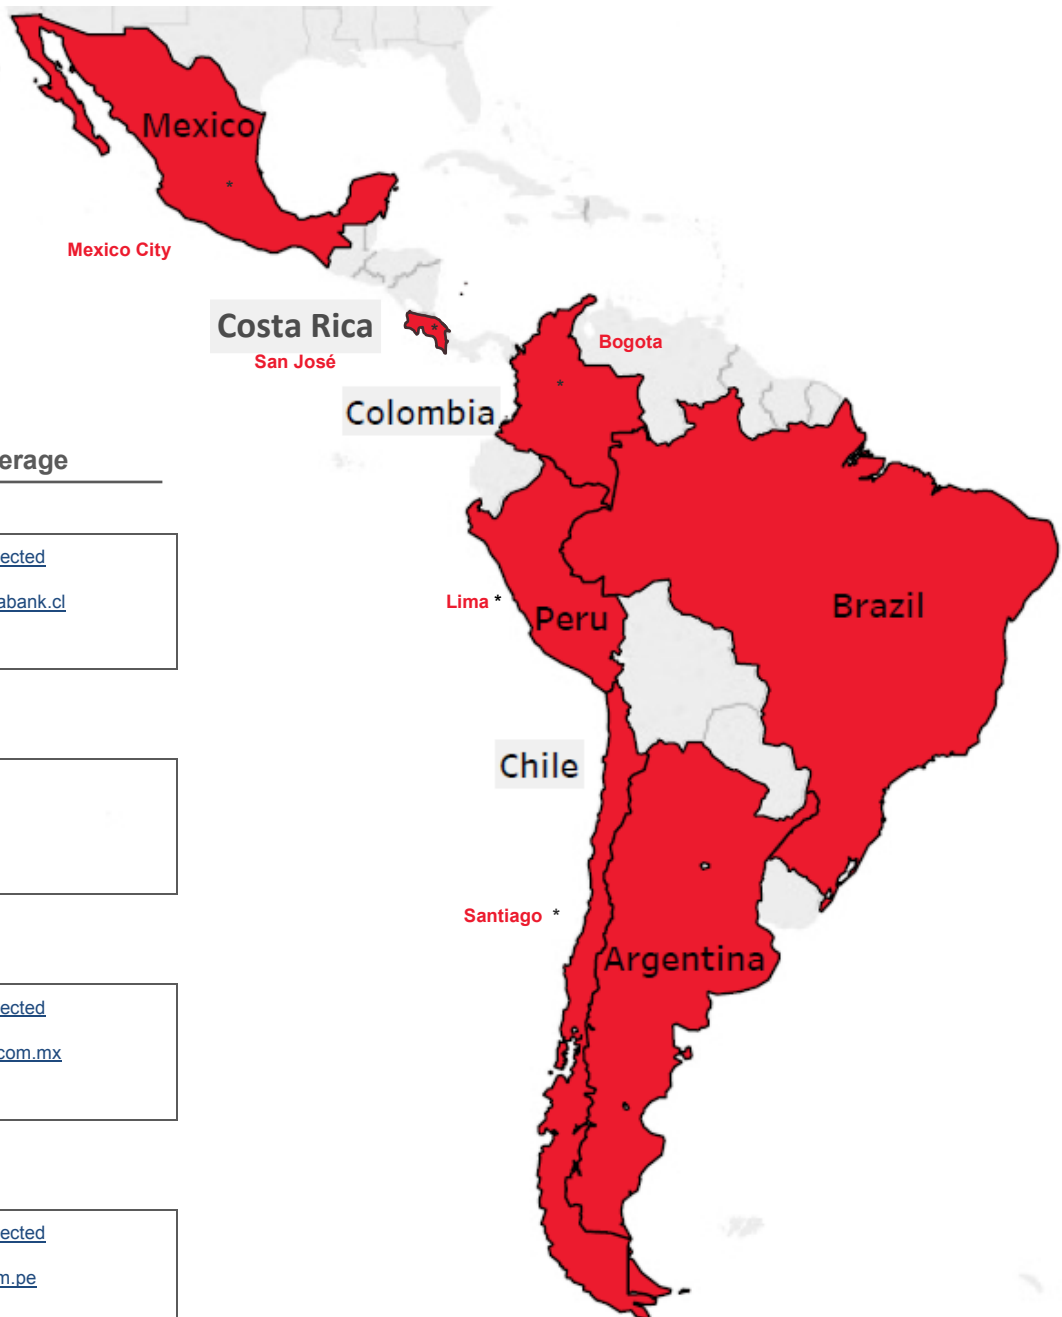 Mexico
*
Mexico City
Costa Rica
*
San José
Bogota
*
Colombia
erage
ected
abank.cl
Lima *
Peru
Brazil
Chile
Santiago *
Argentina
ected
com.mx
ected
m.pe